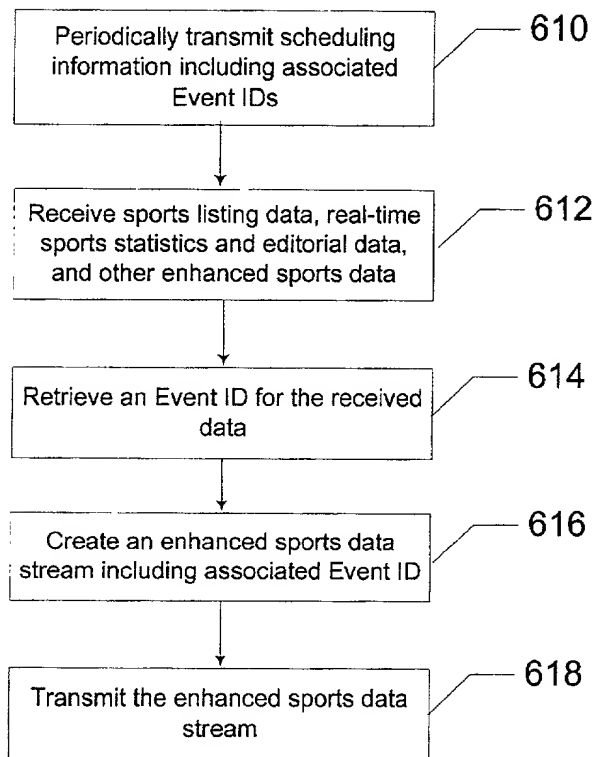 610
Periodically transmit scheduling
information including associated
Event IDs
612
Receive sports listing data, real-time
sports statistics and editorial data,
and other enhanced sports data
614
Retrieve an Event ID for the received
data
616
Create an enhanced sports data
stream including associated Event ID
618
Transmit the enhanced sports data
stream